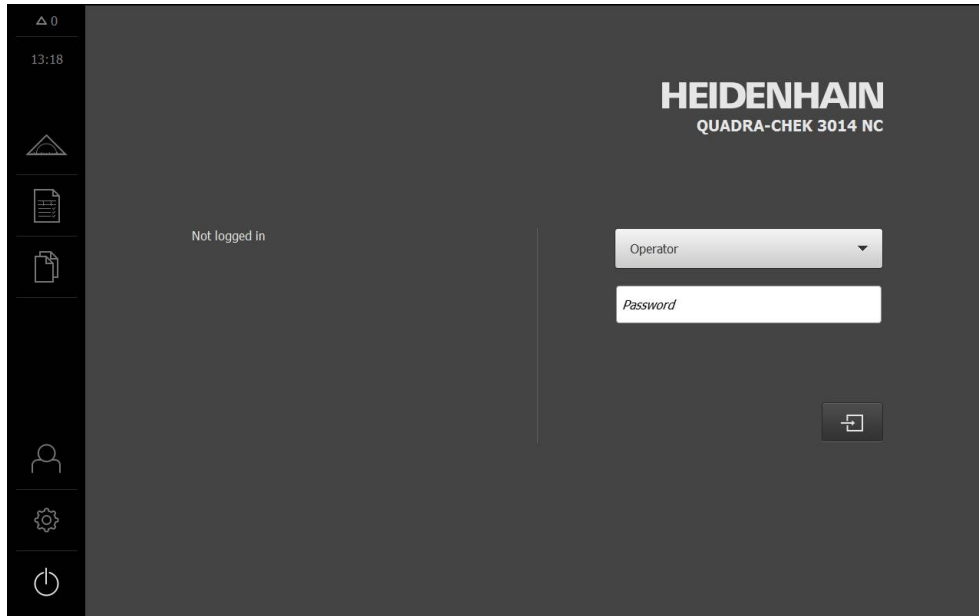 △ 0
13:18
HEIDENHAIN
QUADRA-CHEK 3014 NC
Not logged in
Operator
Password